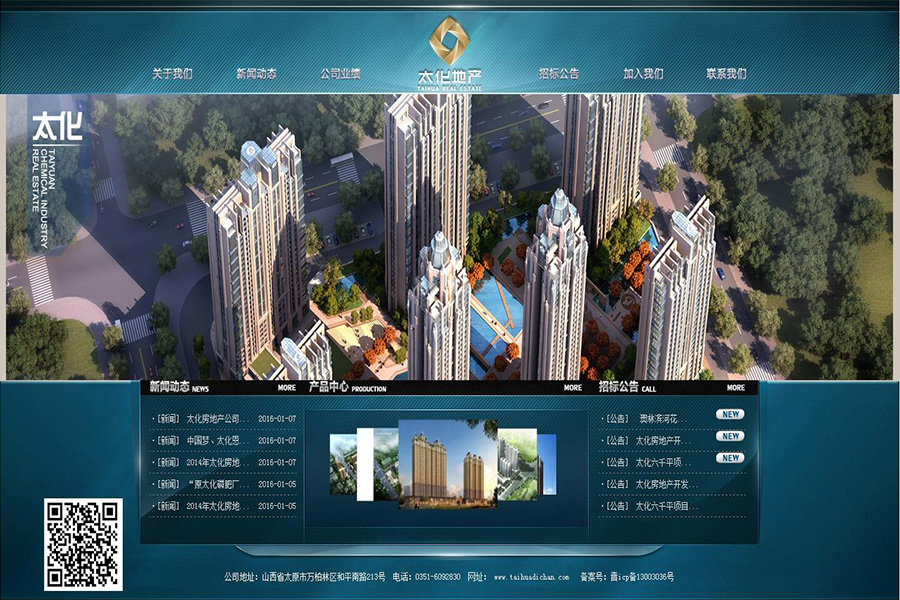 关于我们 新闻动态 公司业绩 招标公告 加入我们 联系我们
太化地产
TAIHUA REAL ESTATE
太化
TAIYUAN
CHEMICAL INDUSTRY
REAL ESTATE
新闻动态 NEWS MORE
·[新闻] 太化房地产公司... 2016-01-07
·[新闻] 中国梦、太化恩... 2016-01-07
·[新闻] 2014年太化房地... 2016-01-07
·[新闻] “原太化磷肥厂... 2016-01-05
·[新闻] 2014年太化房地... 2016-01-05
产品中心 PRODUCTION MORE
招标公告 CALL MORE
·[公告] 澳林滨河花... NEW
·[公告] 太化房地产开... NEW
·[公告] 太化六千平项... NEW
·[公告] 太化房地产开发...
·[公告] 太化六千平项目...
公司地址：山西省太原市万柏林区和平南路213号 电话：0351-6092830 网址： www.taihuadichan.com 备案号：晋icp备13003036号